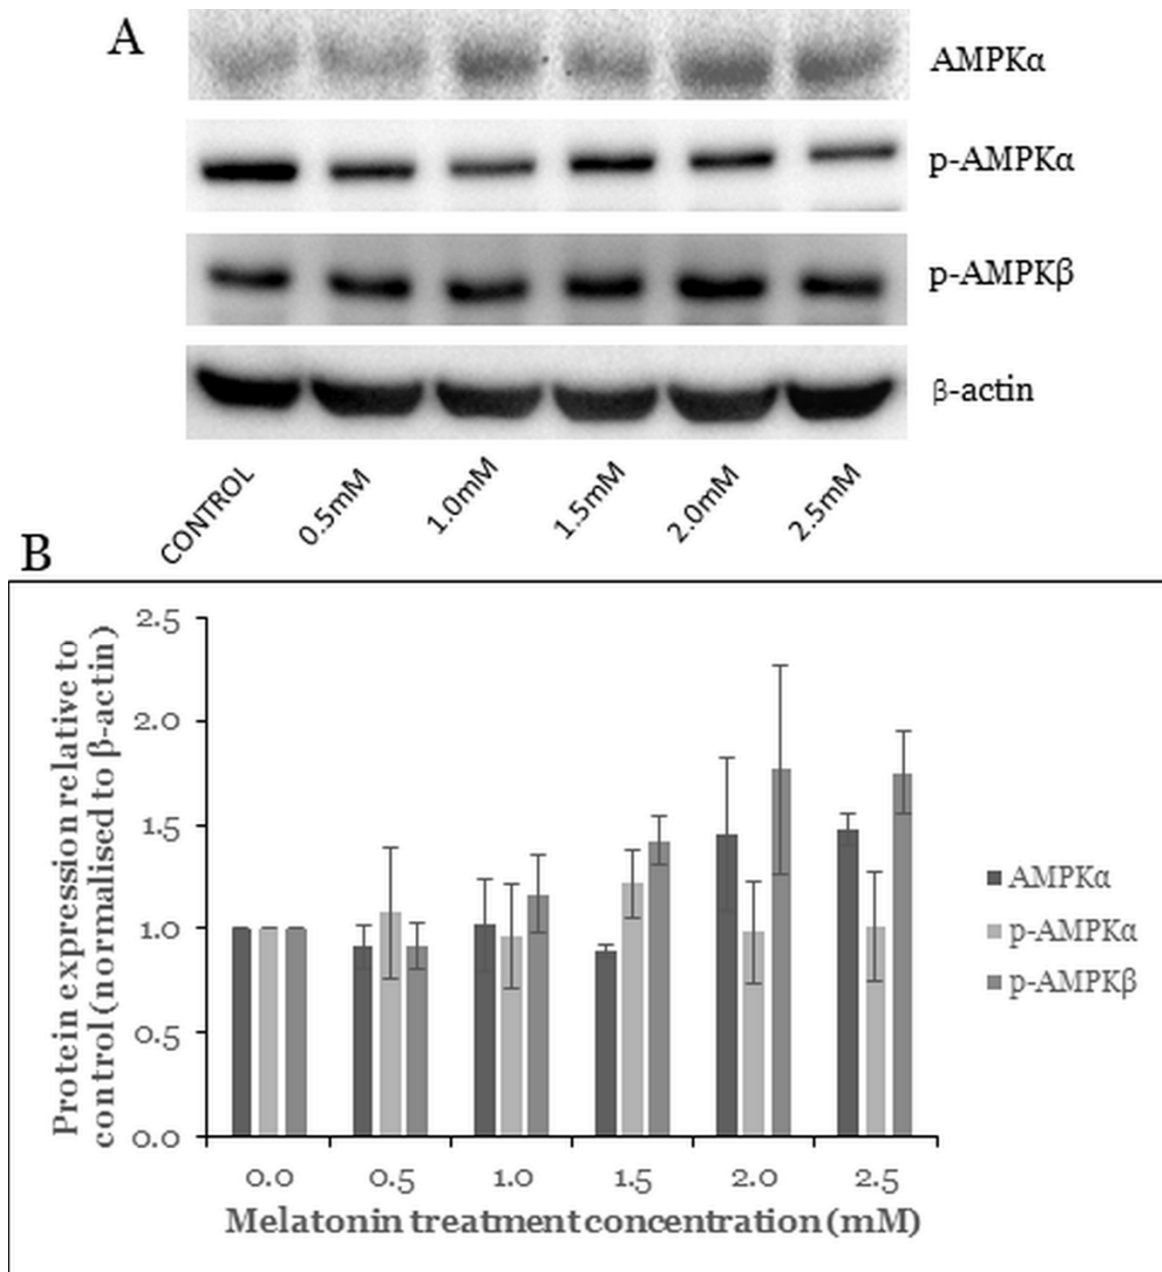 A
AMPKα
p-AMPKα
p-AMPKβ
β-actin
CONTROL
0.5mM
1.0mM
1.5mM
2.0mM
2.5mM
B
Protein expression relative to
control (normalised to β-actin)
2.5
2.0
1.5
1.0
0.5
0.0
0.0 0.5 1.0 1.5 2.0 2.5
Melatonin treatment concentration (mM)
AMPKα
p-AMPKα
p-AMPKβ